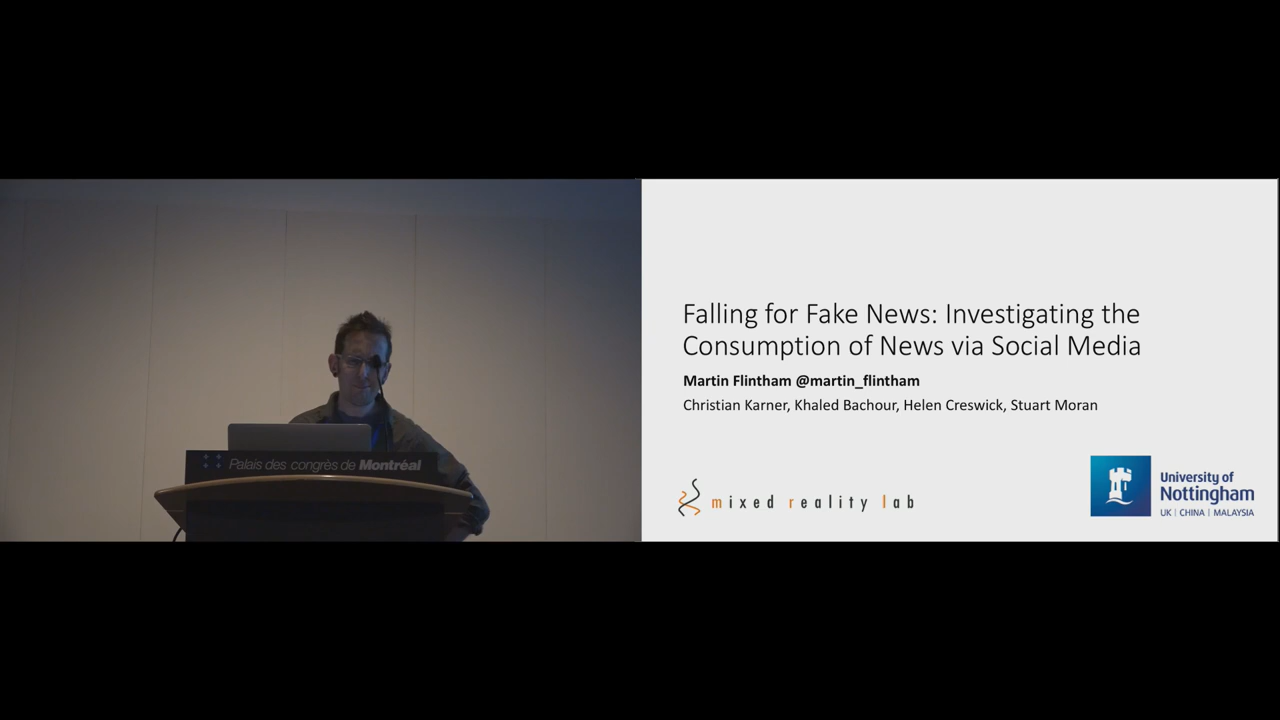 Palais des congrès de Montréal
Falling for Fake News: Investigating the
Consumption of News via Social Media
Martin Flintham @martin_flintham
Christian Karner, Khaled Bachour, Helen Creswick, Stuart Moran
mixed reality lab
University of
Nottingham
UK | CHINA | MALAYSIA